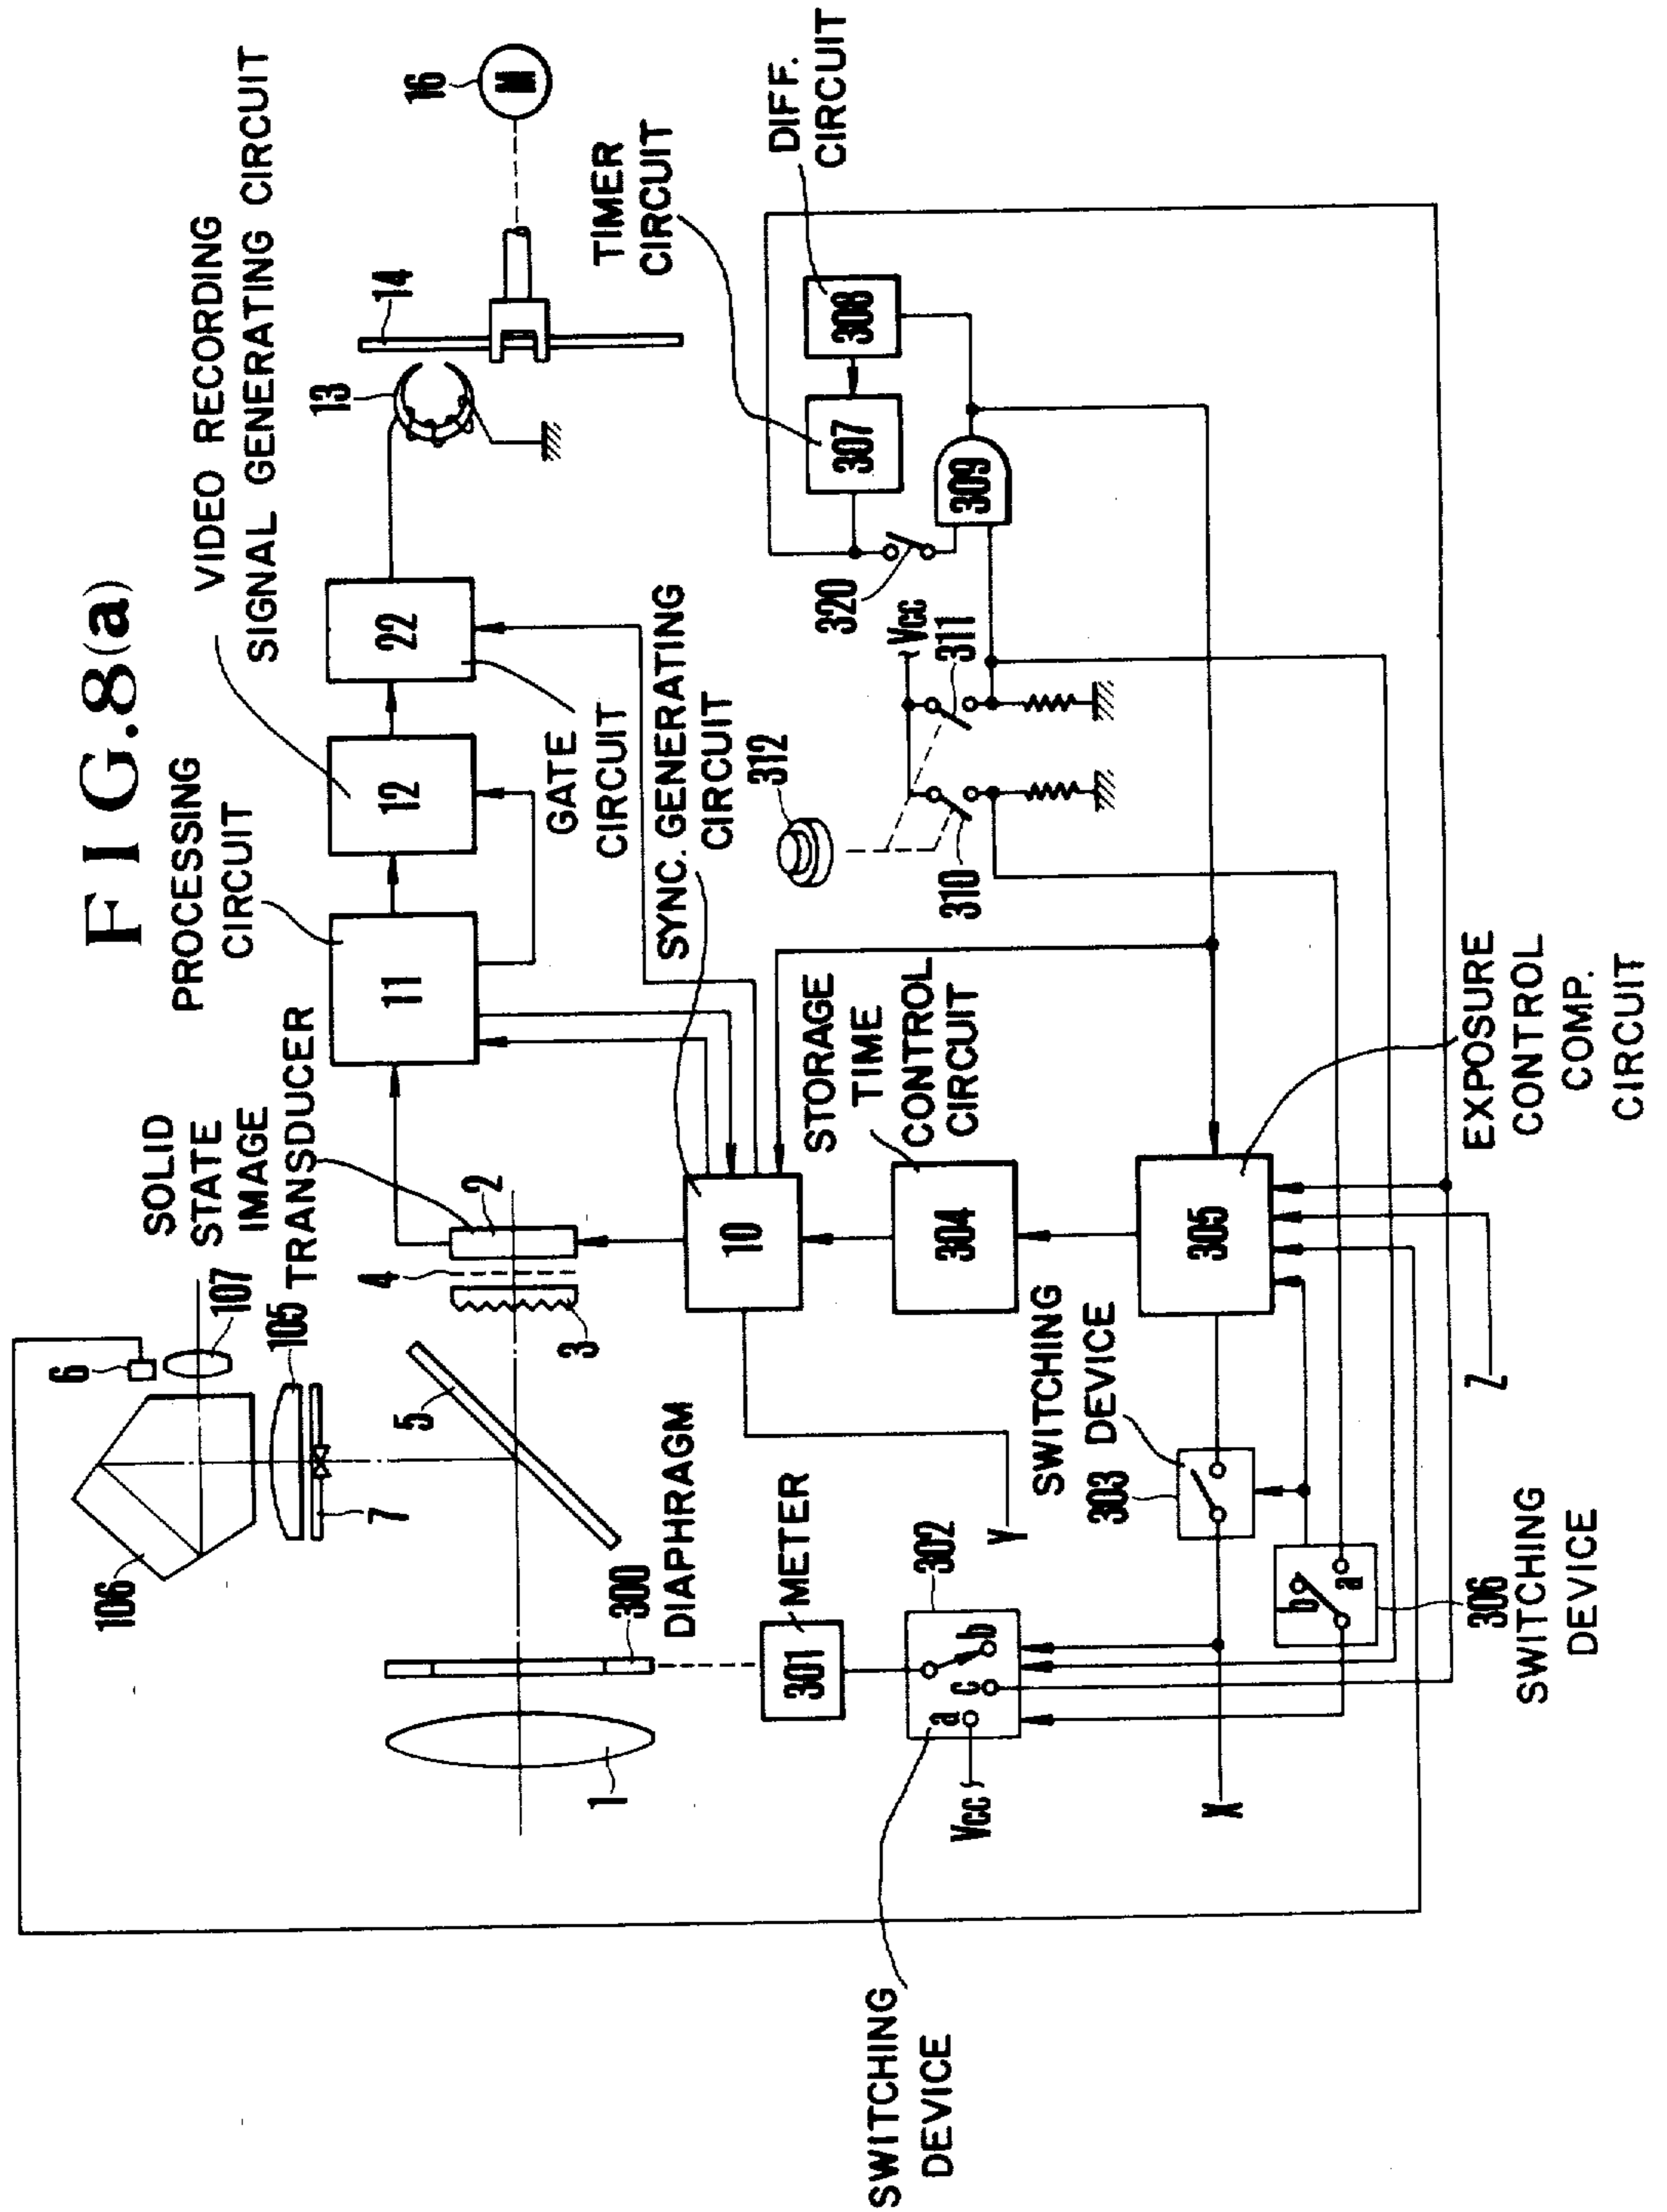 FIG.8(a)
VIDEO RECORDING
SIGNAL GENERATING CIRCUIT
PROCESSING
CIRCUIT
SOLID
STATE
IMAGE
TRANSDUCER
GATE
CIRCUIT
SYNC. GENERATING
CIRCUIT
TIMER
CIRCUIT
DIFF.
CIRCUIT
STORAGE
TIME
CONTROL
CIRCUIT
EXPOSURE
CONTROL
COMP.
CIRCUIT
SWITCHING
DEVICE
SWITCHING
DEVICE
SWITCHING
DEVICE
METER
DIAPHRAGM
106
6
107
105
7
5
4
3
2
1
300
301
302
a
c
b
Vcc
X
Y
Z
303
306
b
a
305
304
10
11
12
22
13
14
16
M
312
310
311
Vcc
320
309
307
308